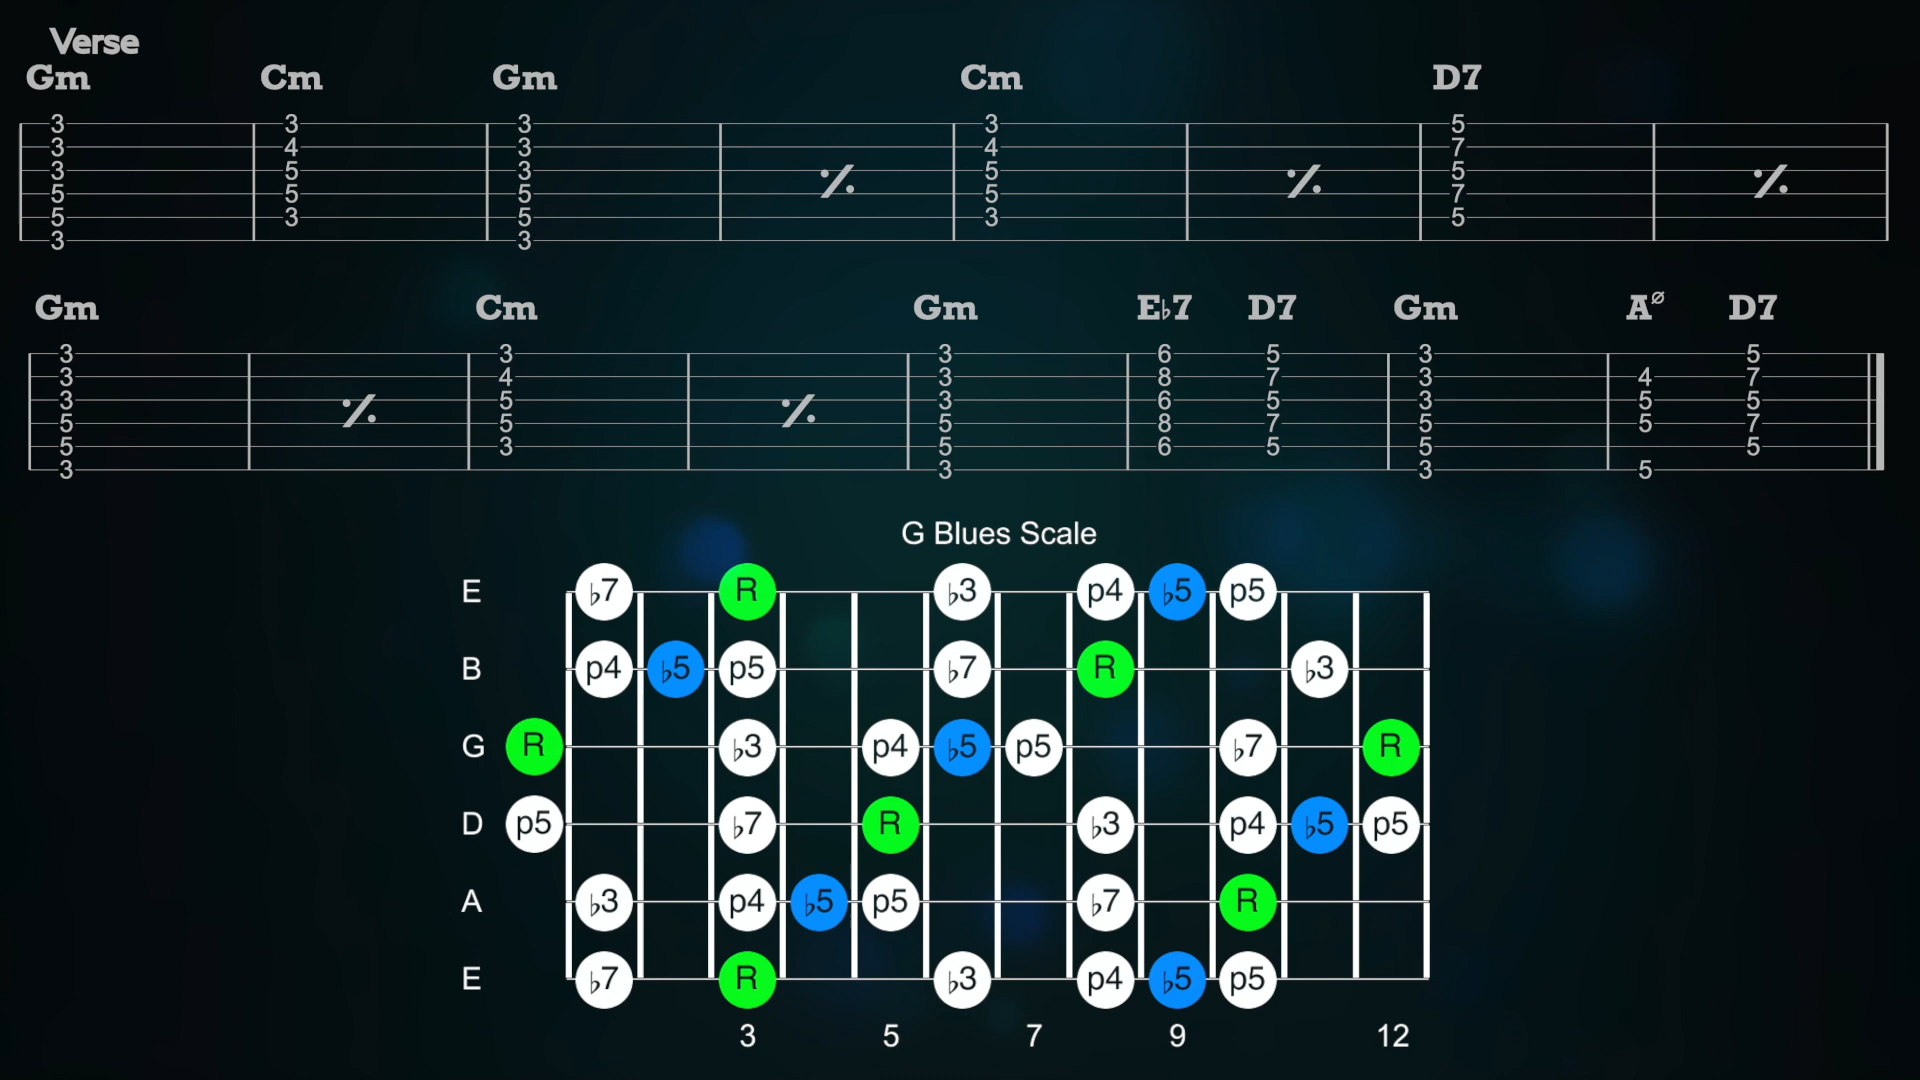 Verse
Gm Cm Gm Cm D7
3 3 3 3 5
3 4 3 4 7
3 5 3 5 5
5 5 5 5 7
5 3 5 3 5
3 3
Gm Cm Gm E♭7 D7 Gm Aø D7
3 3 3 6 5 3 5
3 4 3 8 7 3 4 7
3 5 3 6 5 3 5 5
5 5 5 8 7 5 5 7
5 3 5 6 5 5 5
3 3 3 5
G Blues Scale
E ♭7 R ♭3 p4 ♭5 p5
B p4 ♭5 p5 ♭7 R ♭3
G R ♭3 p4 ♭5 p5 ♭7 R
D p5 ♭7 R ♭3 p4 ♭5 p5
A ♭3 p4 ♭5 p5 ♭7 R
E ♭7 R ♭3 p4 ♭5 p5
3 5 7 9 12